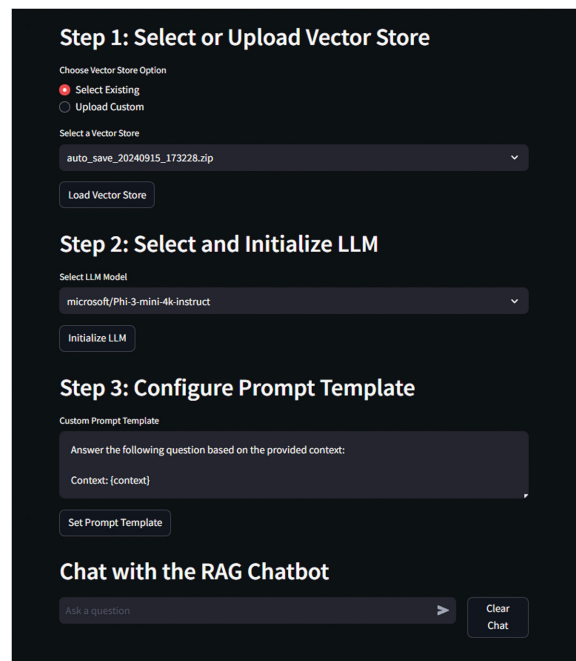 Step 1: Select or Upload Vector Store
Choose Vector Store Option
Select Existing
Upload Custom
Select a Vector Store
auto_save_20240915_173228.zip
Load Vector Store
Step 2: Select and Initialize LLM
Select LLM Model
microsoft/Phi-3-mini-4k-instruct
Initialize LLM
Step 3: Configure Prompt Template
Custom Prompt Template
Answer the following question based on the provided context:
Context: {context}
Set Prompt Template
Chat with the RAG Chatbot
Ask a question
Clear
Chat